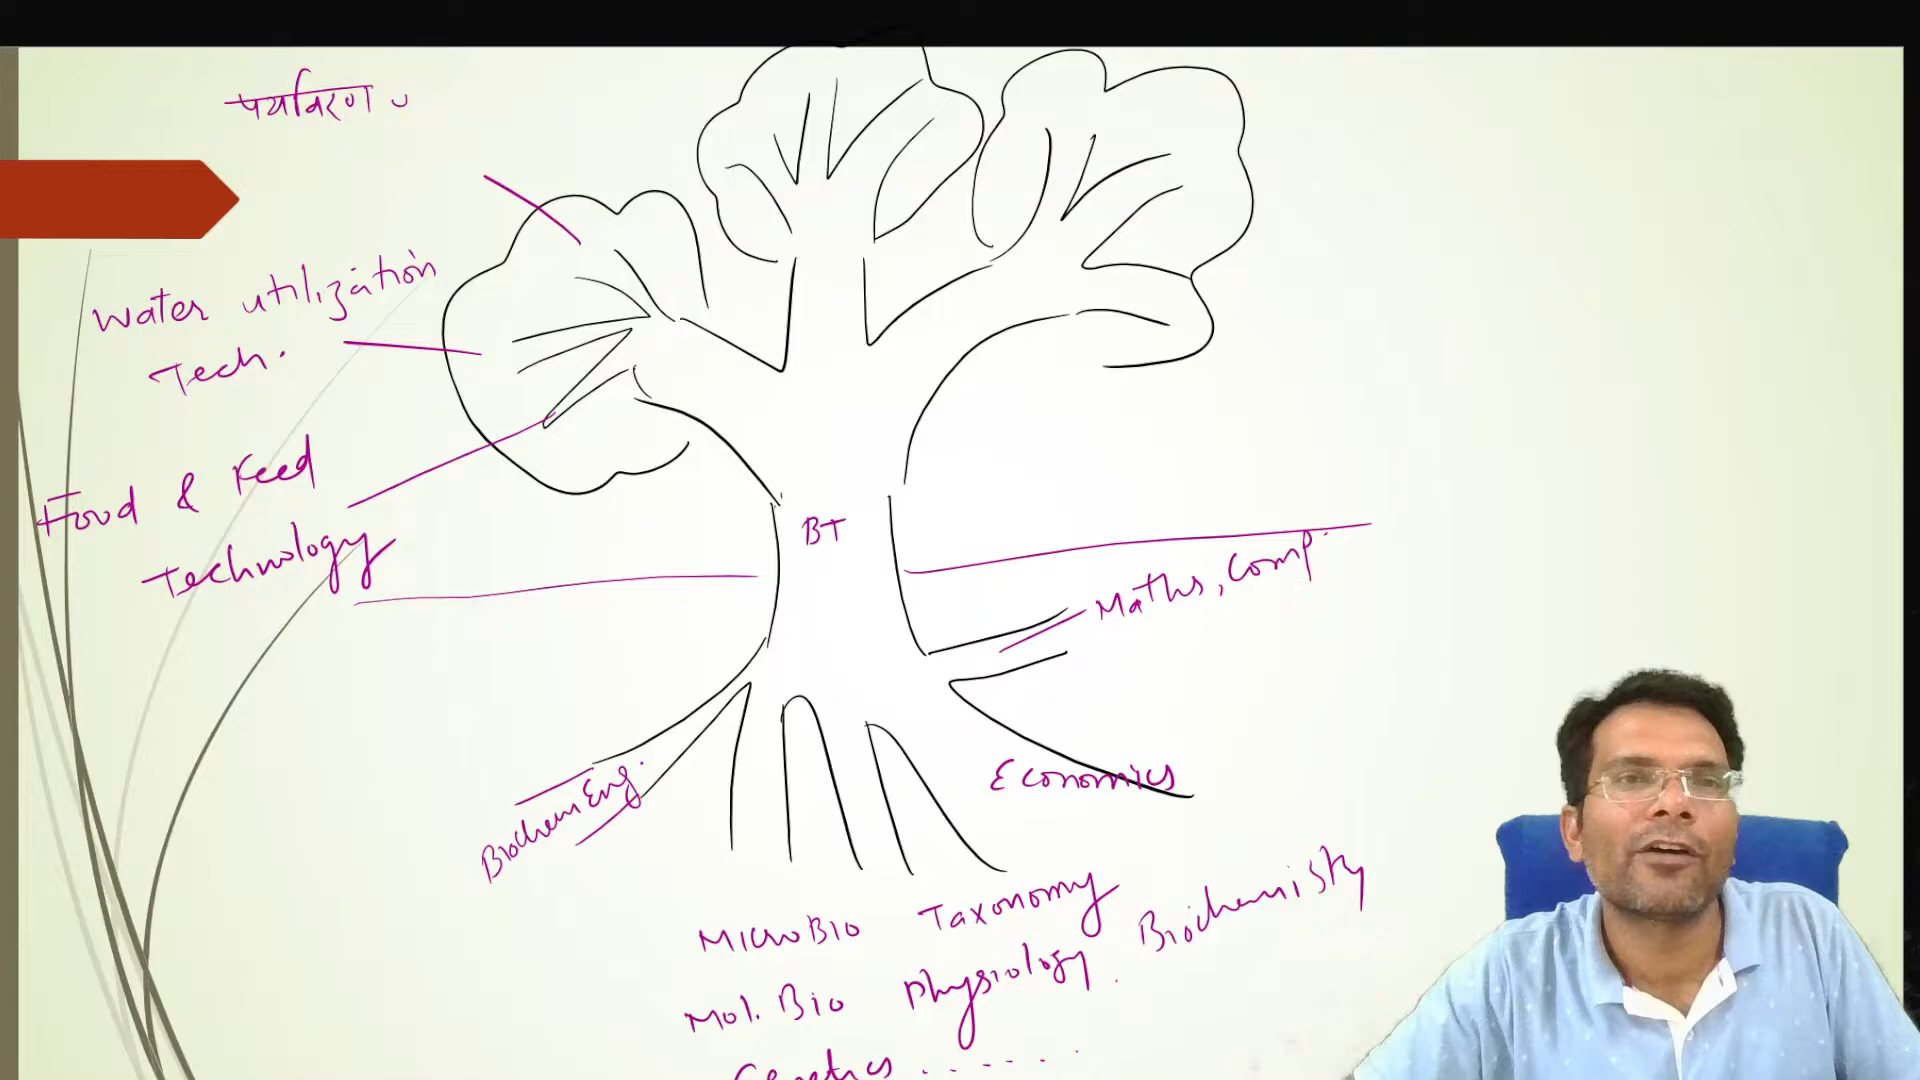 पर्यावरण
Water utilization
Tech.
Food & Feed
Technology
BT
Maths, Comp.
Biochem Eng.
Economics
MicroBio Taxonomy
Biochemistry
Mol. Bio Physiology.
Genetics ......